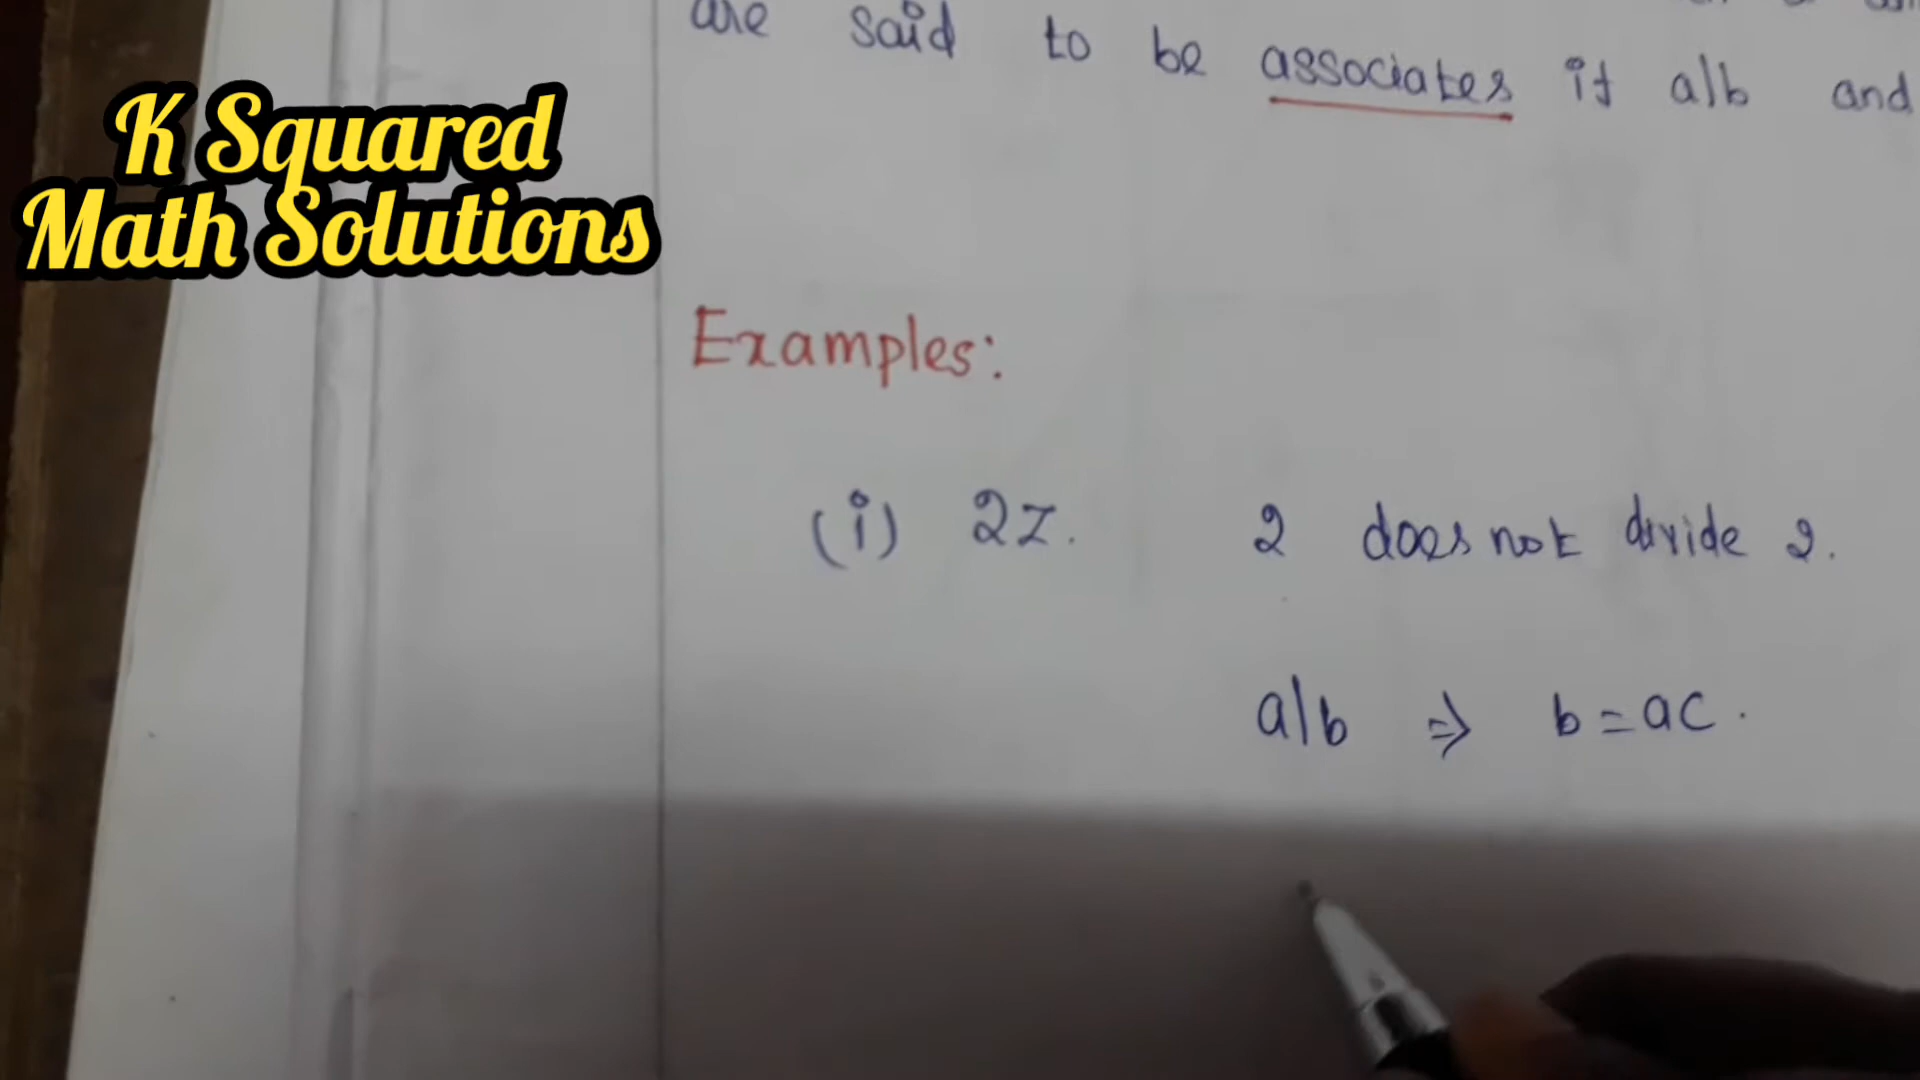 are said to be associates if a|b and
K Squared
Math Solutions
Examples:
(i) 2Z. 2 does not divide 2.
a|b ⇒ b = ac.